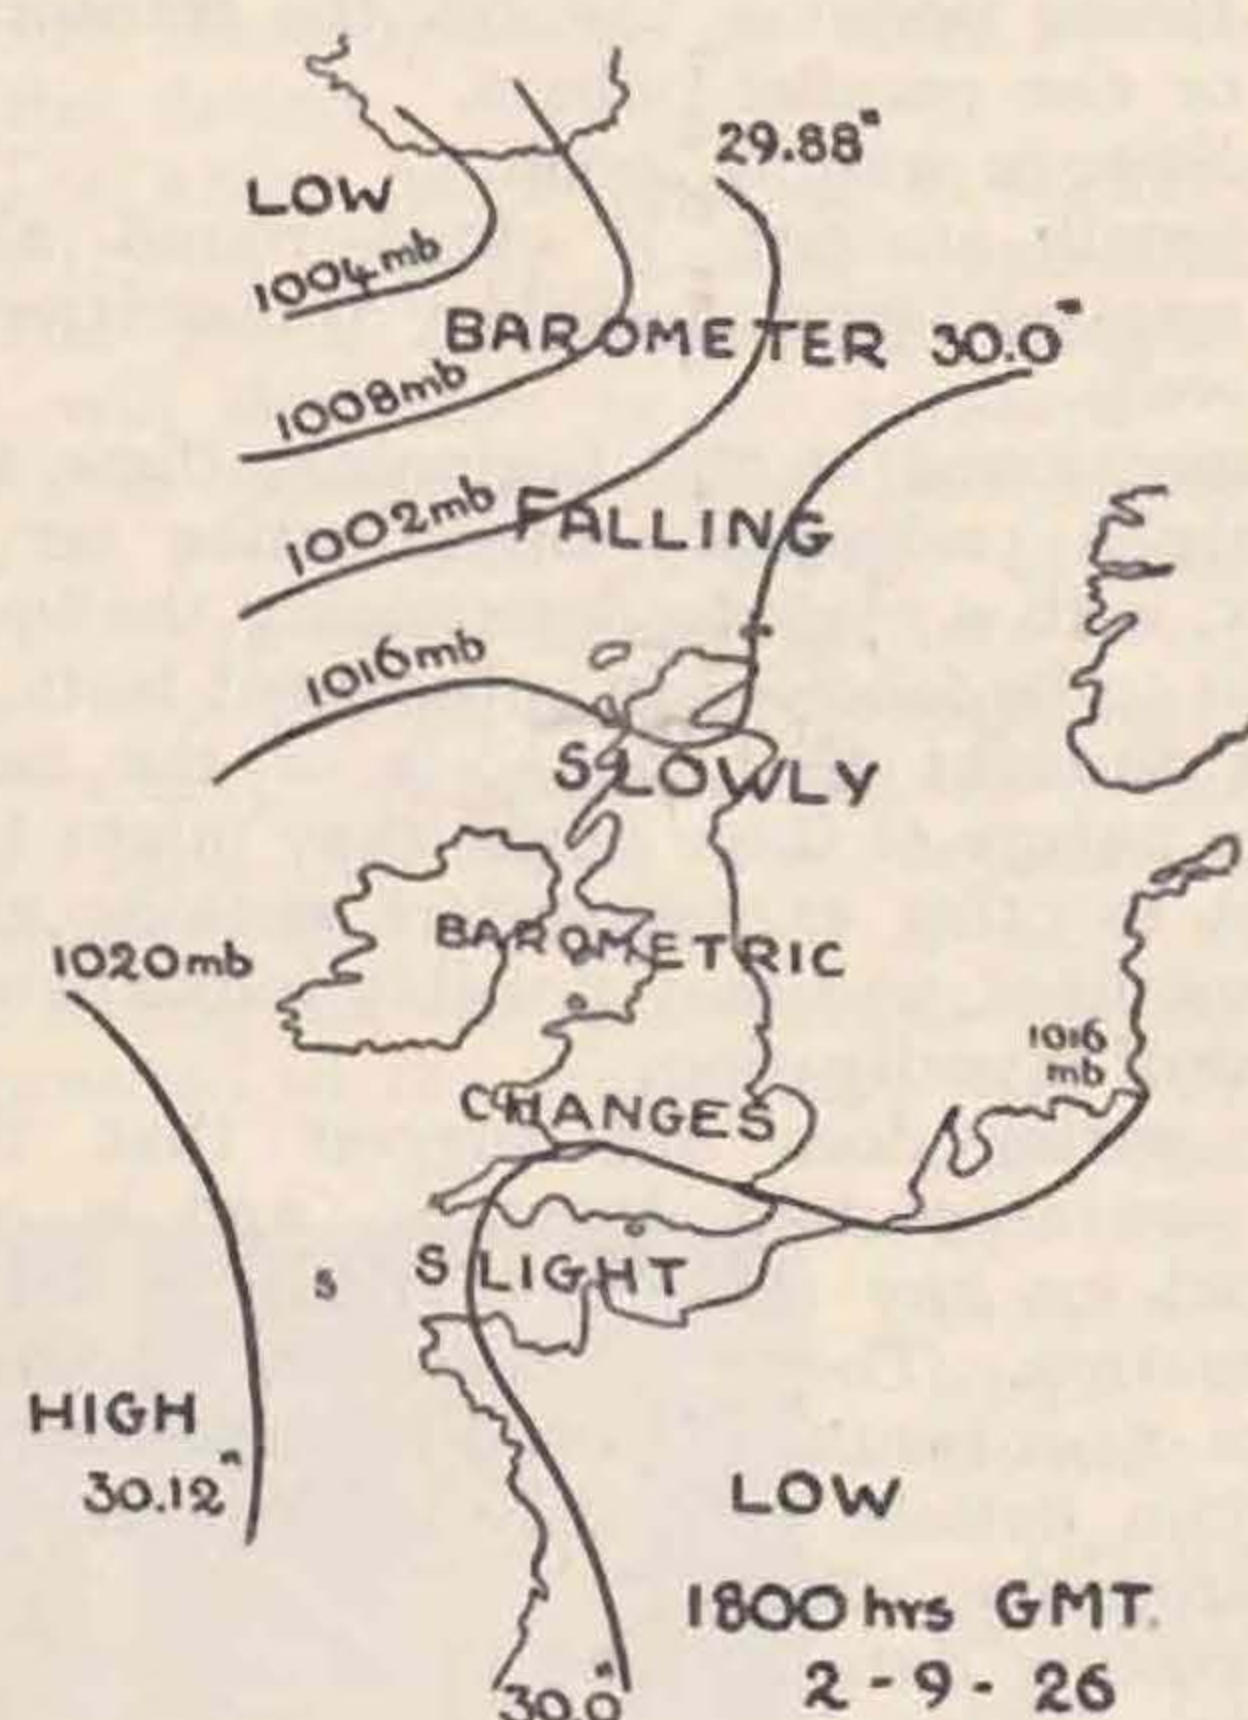 29.88"
LOW
1004 mb
BAROMETER 30.0"
1008mb
1002mb
FALLING
1016mb
SLOWLY
BAROMETRIC
1020mb
1016
mb
CHANGES
S SLIGHT
HIGH
30.12"
LOW
1800 hrs GMT.
2-9-26
30.0"